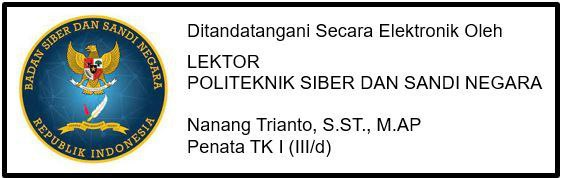 BADAN SIBER DAN SANDI NEGARA
REPUBLIK INDONESIA
Ditandatangani Secara Elektronik Oleh
LEKTOR
POLITEKNIK SIBER DAN SANDI NEGARA
Nanang Trianto, S.ST., M.AP
Penata TK I (III/d)